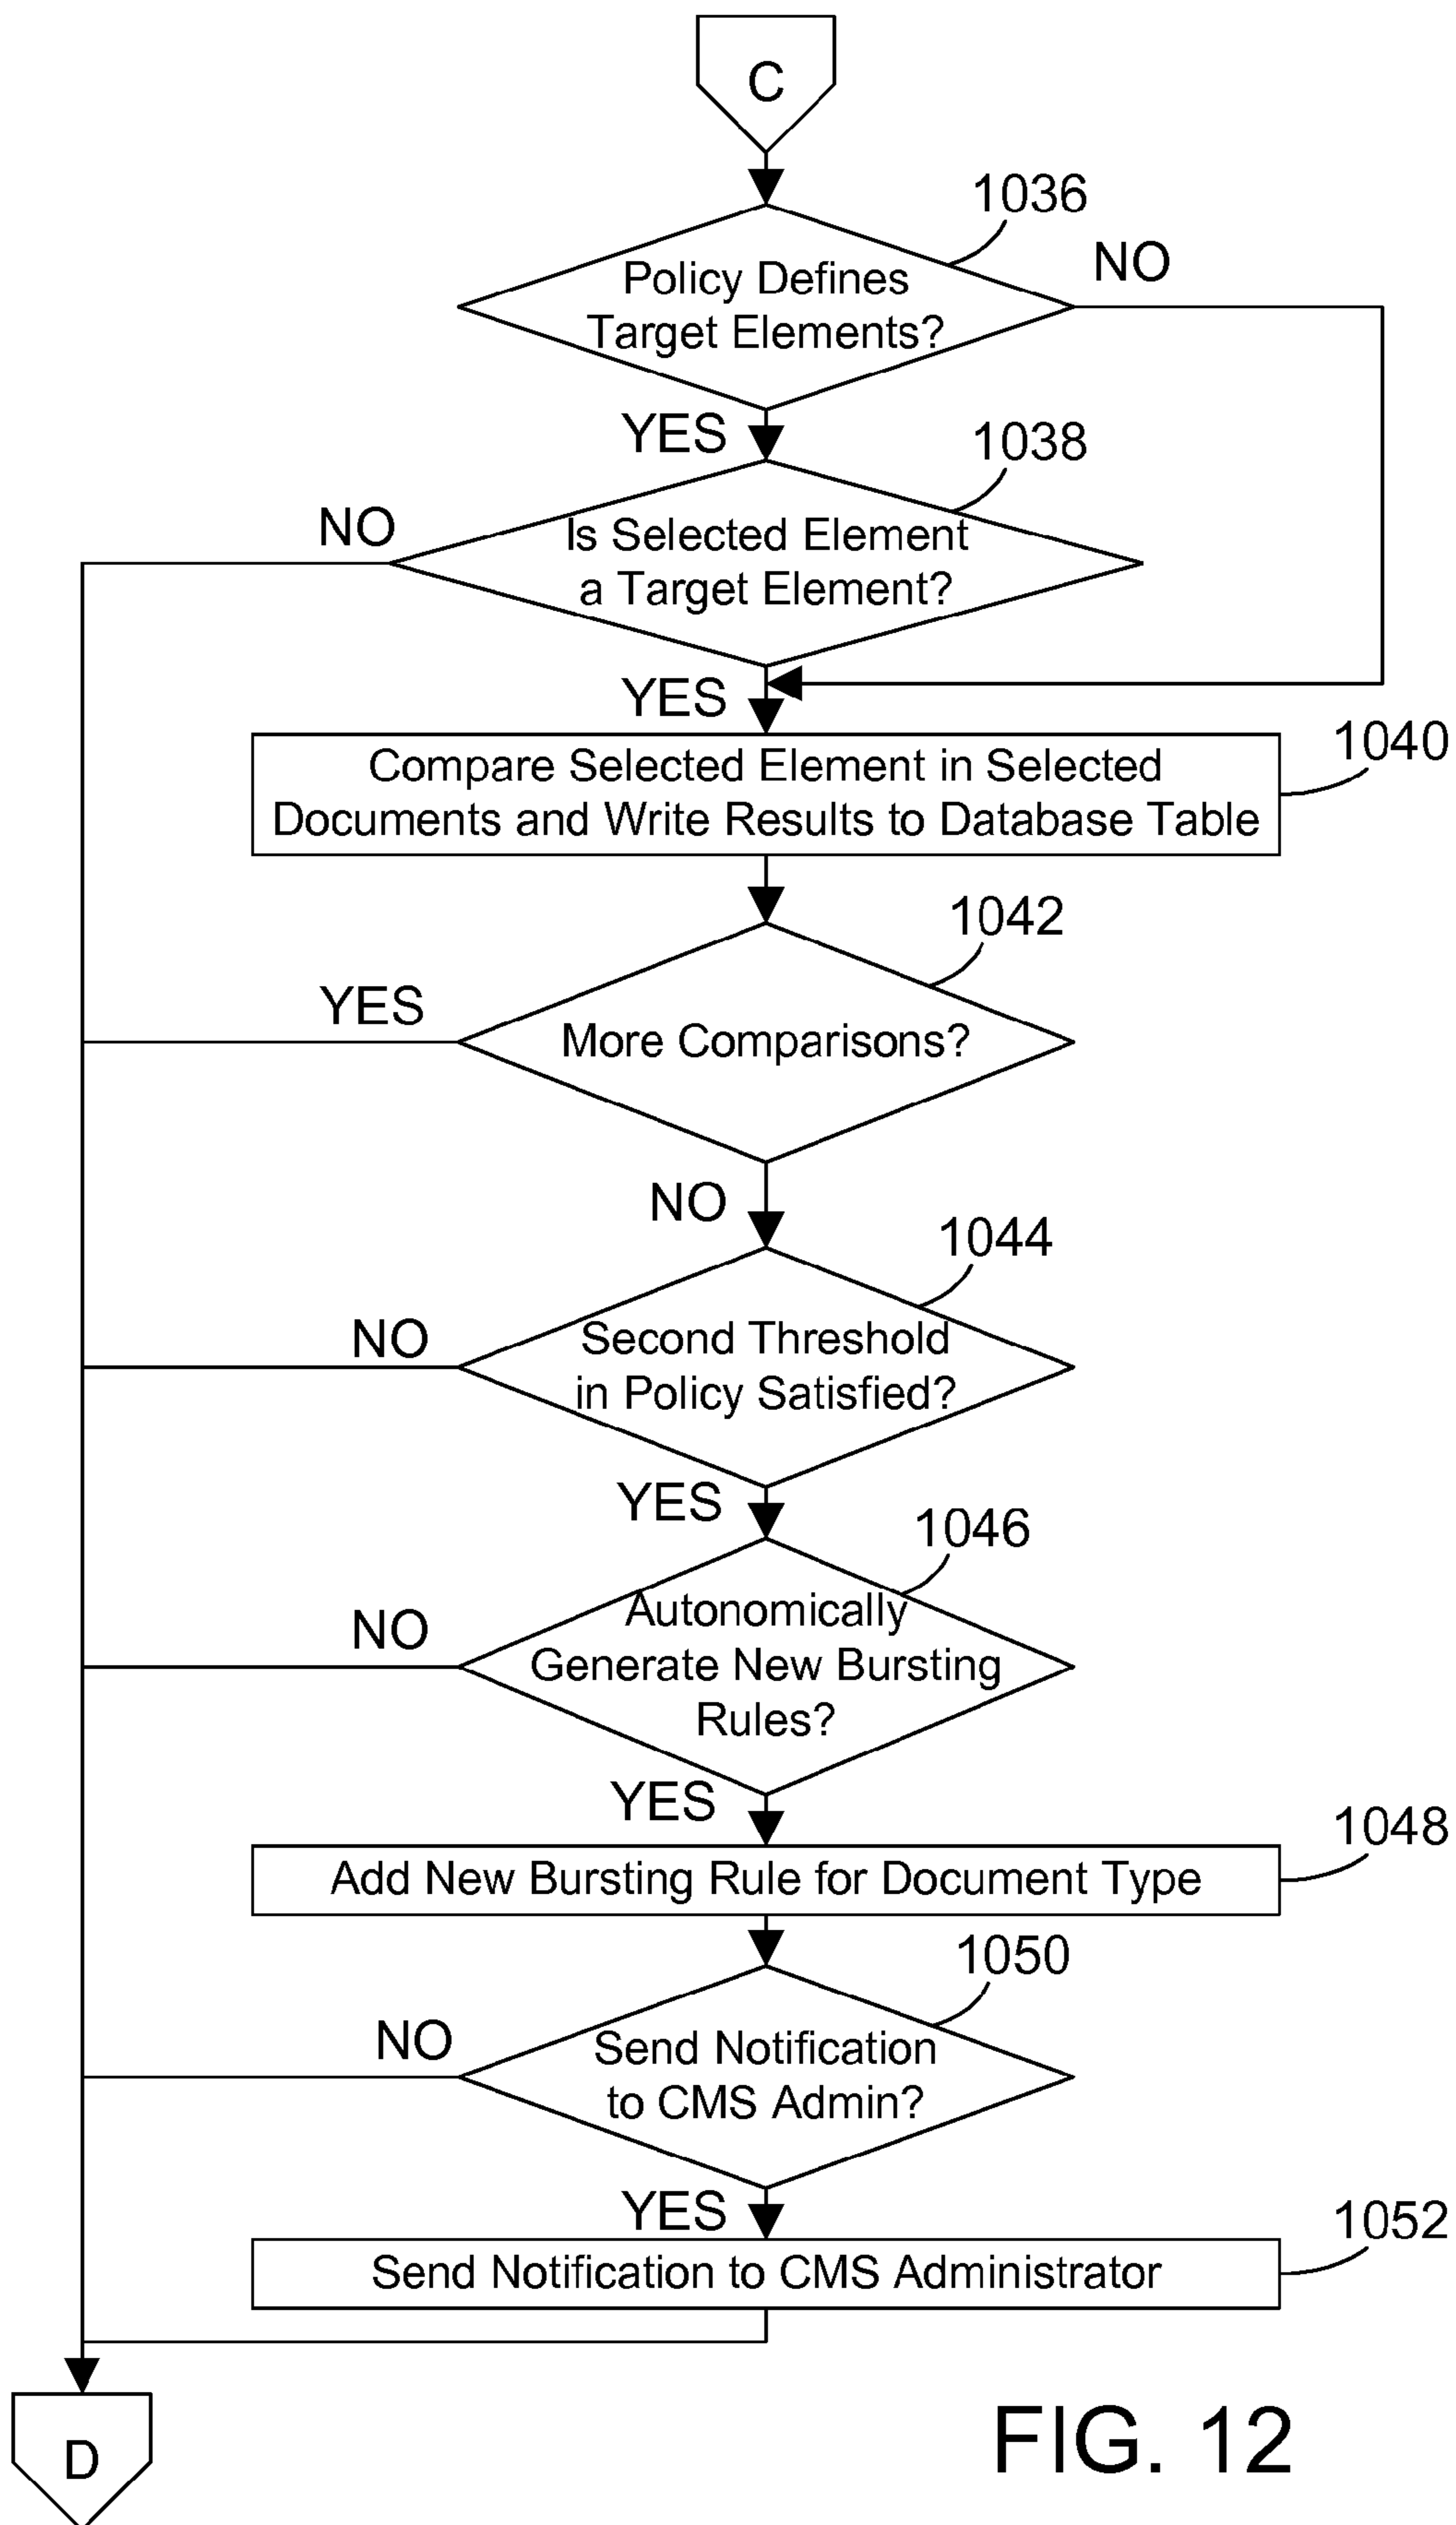 C
1036
Policy Defines
Target Elements?
NO
YES
1038
NO
Is Selected Element
a Target Element?
YES
1040
Compare Selected Element in Selected
Documents and Write Results to Database Table
1042
YES
More Comparisons?
NO
1044
NO
Second Threshold
in Policy Satisfied?
YES
1046
NO
Autonomically
Generate New Bursting
Rules?
YES
1048
Add New Bursting Rule for Document Type
1050
NO
Send Notification
to CMS Admin?
YES
1052
Send Notification to CMS Administrator
D
FIG. 12